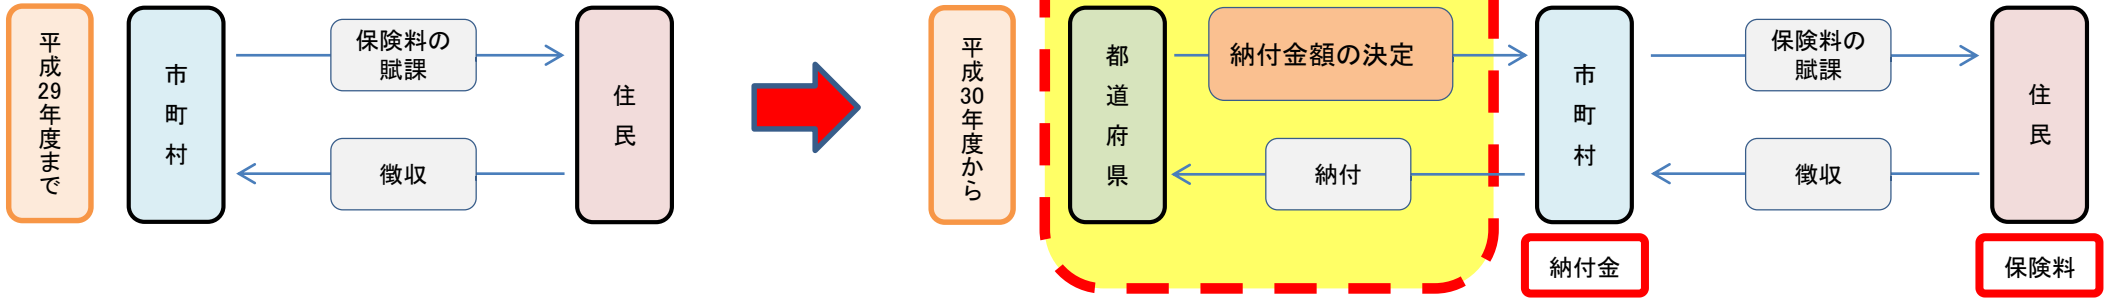 平成29年度まで
市町村
保険料の
賦課
徴収
住民
平成30年度から
都道府県
納付金額の決定
納付
市町村
保険料の
賦課
徴収
住民
納付金
保険料